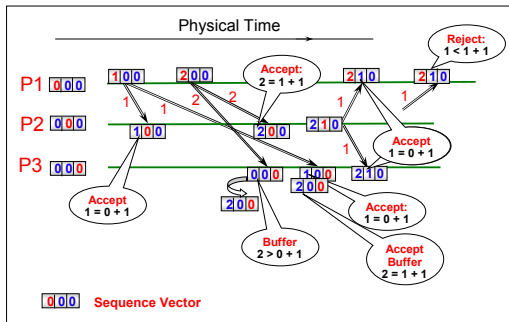 Physical Time
Reject:
1 < 1 + 1
P1
0 0 0
1 0 0
2 0 0
Accept:
2 = 1 + 1
2 1 0
2 1 0
1
1
2
2
1
1
P2
0 0 0
1 0 0
2 0 0
2 1 0
1
Accept
1 = 0 + 1
P3
0 0 0
0 0 0
1 0 0
2 1 0
2 0 0
2 0 0
Accept
1 = 0 + 1
Buffer
2 > 0 + 1
Accept:
1 = 0 + 1
Accept
Buffer
2 = 1 + 1
0 0 0
Sequence Vector